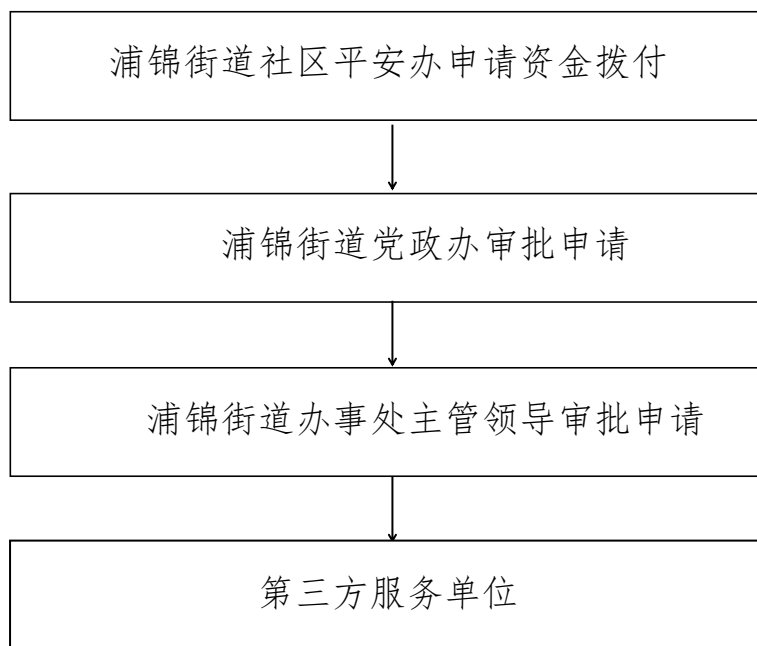 浦锦街道社区平安办申请资金拨付
浦锦街道党政办审批申请
浦锦街道办事处主管领导审批申请
第三方服务单位